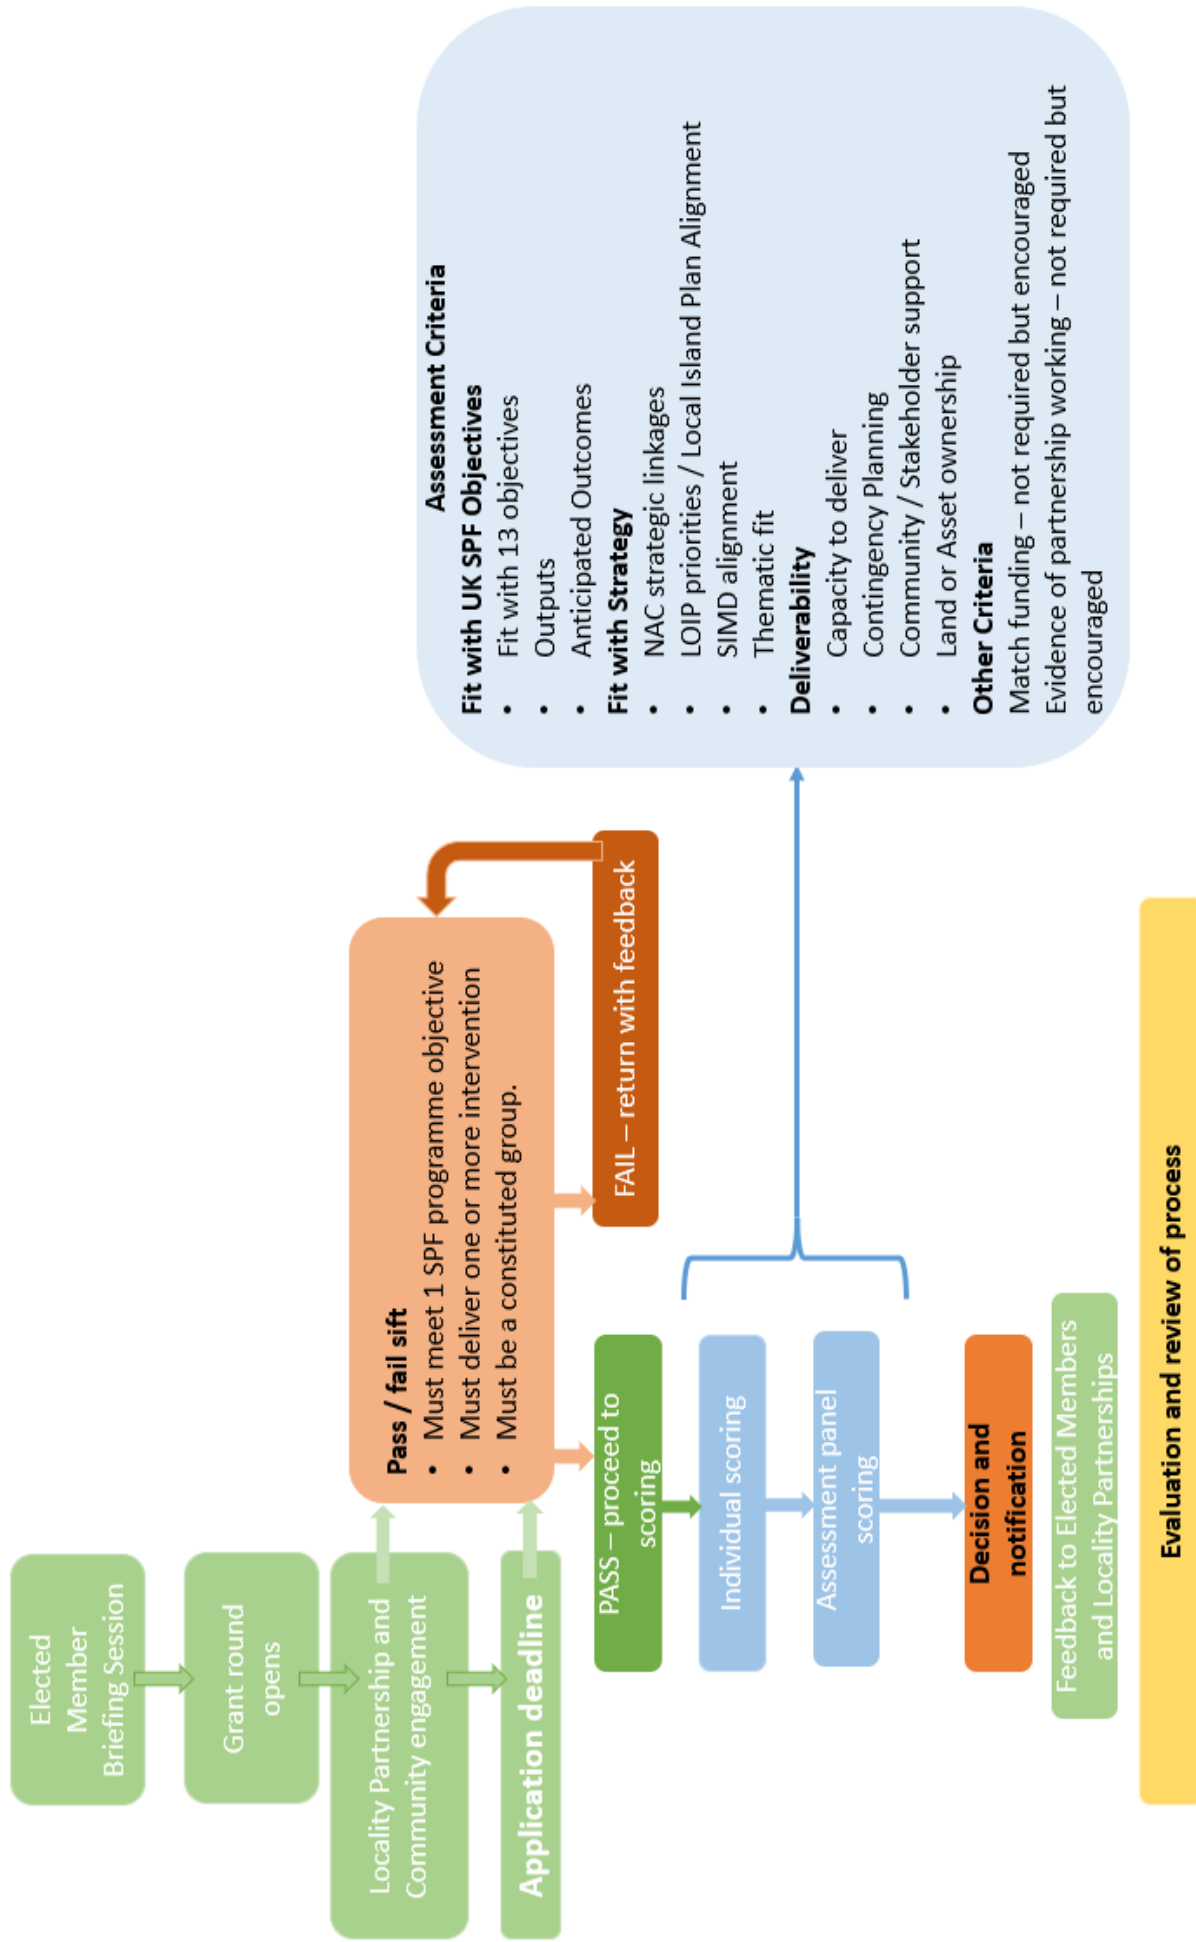 Elected
Member
Briefing Session
Grant round
opens
Locality Partnership and
Community engagement
Application deadline
Pass / fail sift
• Must meet 1 SPF programme objective
• Must deliver one or more intervention
• Must be a constituted group.
FAIL – return with feedback
PASS – proceed to
scoring
Individual scoring
Assessment panel
scoring
Decision and
notification
Feedback to Elected Members
and Locality Partnerships
Evaluation and review of process
Assessment Criteria
Fit with UK SPF Objectives
• Fit with 13 objectives
• Outputs
• Anticipated Outcomes
Fit with Strategy
• NAC strategic linkages
• LOIP priorities / Local Island Plan Alignment
• SIMD alignment
• Thematic fit
Deliverability
• Capacity to deliver
• Contingency Planning
• Community / Stakeholder support
• Land or Asset ownership
Other Criteria
Match funding – not required but encouraged
Evidence of partnership working – not required but
encouraged